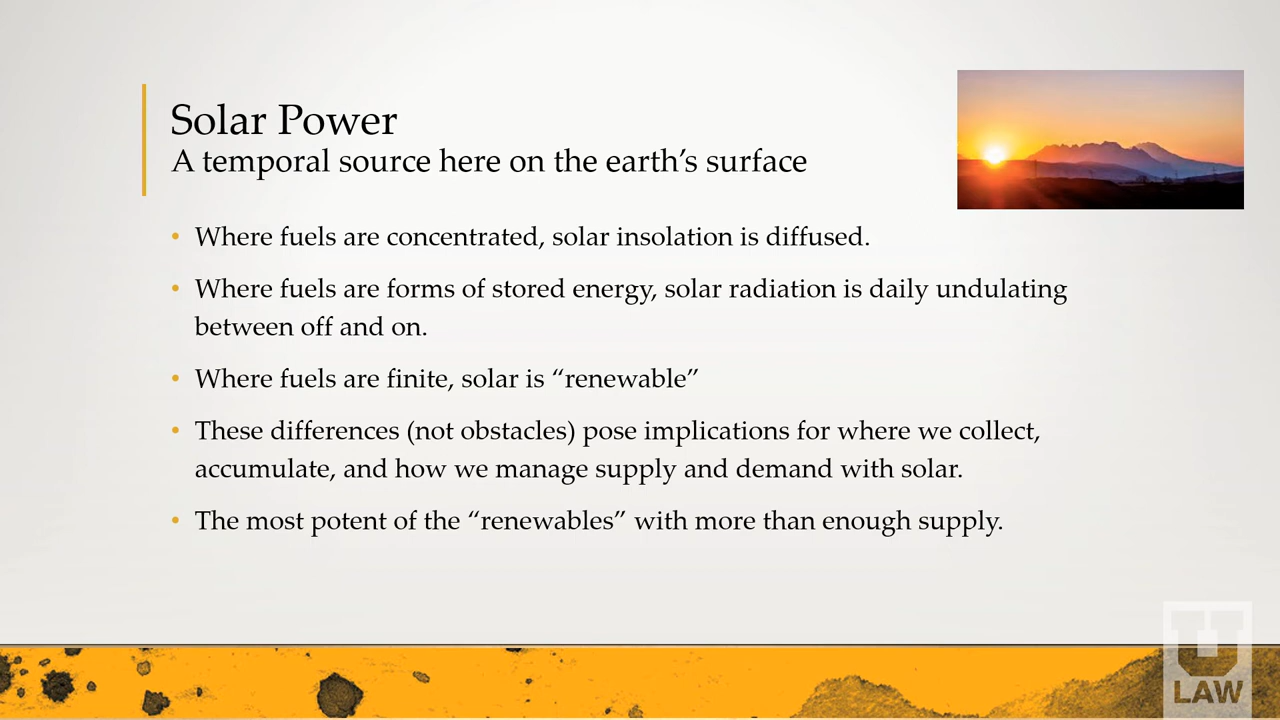 Solar Power
A temporal source here on the earth’s surface
• Where fuels are concentrated, solar insolation is diffused.
• Where fuels are forms of stored energy, solar radiation is daily undulating
between off and on.
• Where fuels are finite, solar is “renewable”
• These differences (not obstacles) pose implications for where we collect,
accumulate, and how we manage supply and demand with solar.
• The most potent of the “renewables” with more than enough supply.
U
LAW